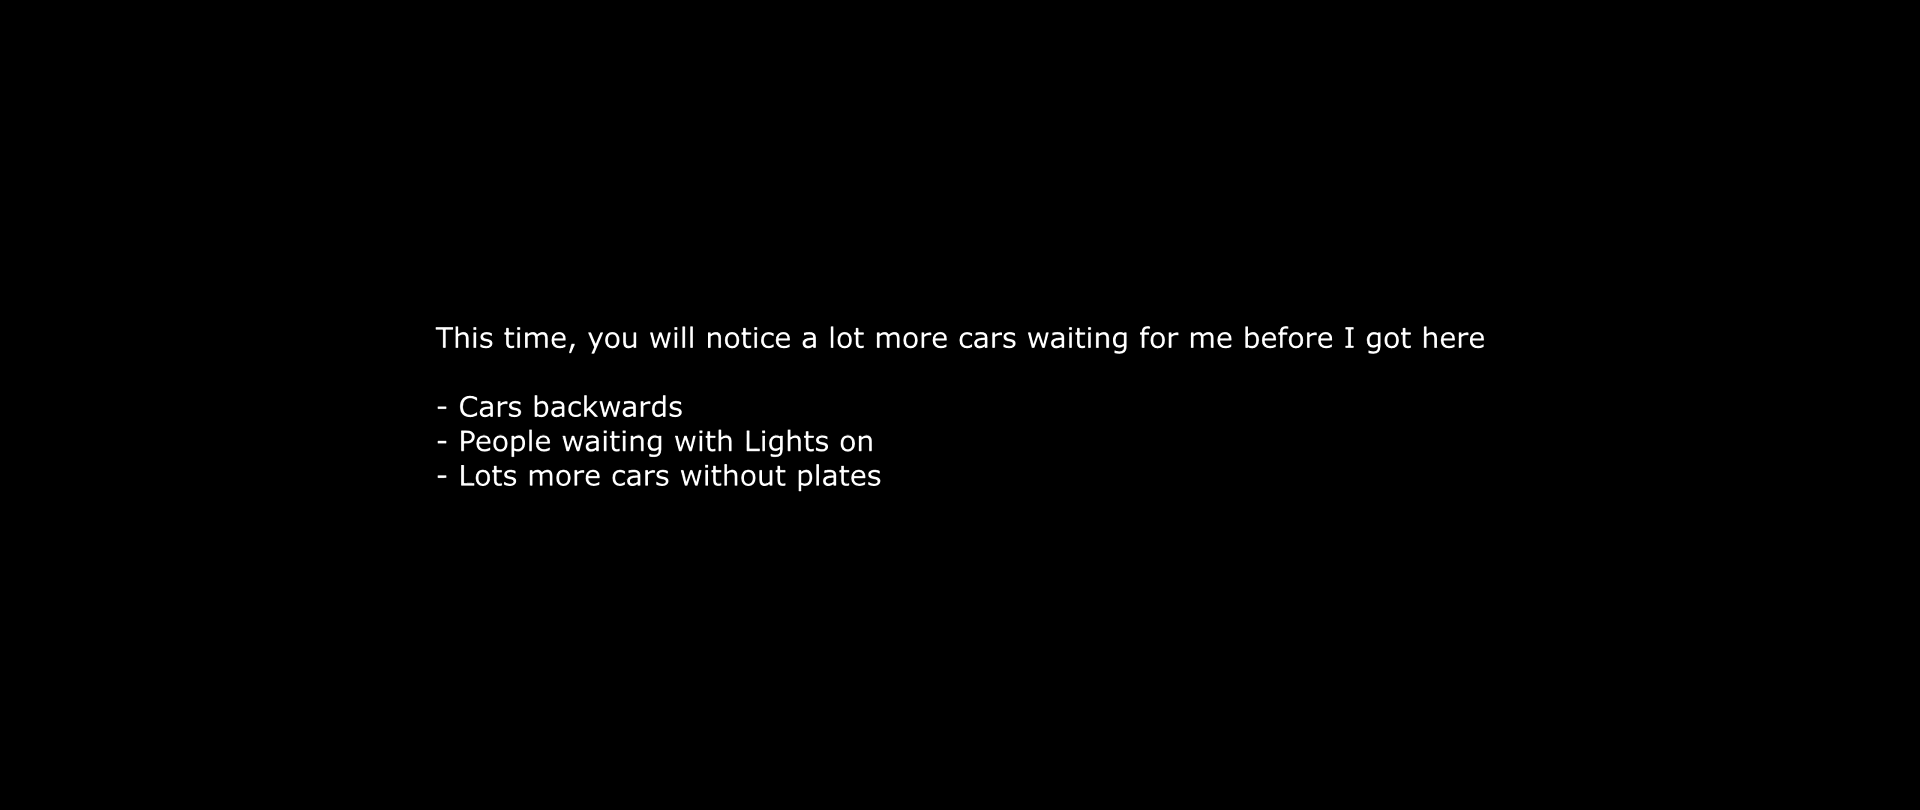 This time, you will notice a lot more cars waiting for me before I got here
- Cars backwards
- People waiting with Lights on
- Lots more cars without plates